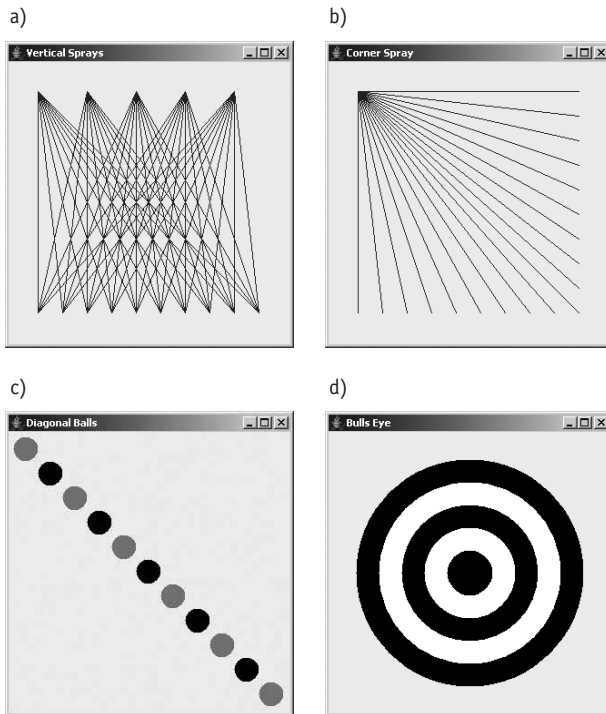 a)
Vertical Sprays
b)
Corner Spray
c)
Diagonal Balls
d)
Bulls Eye